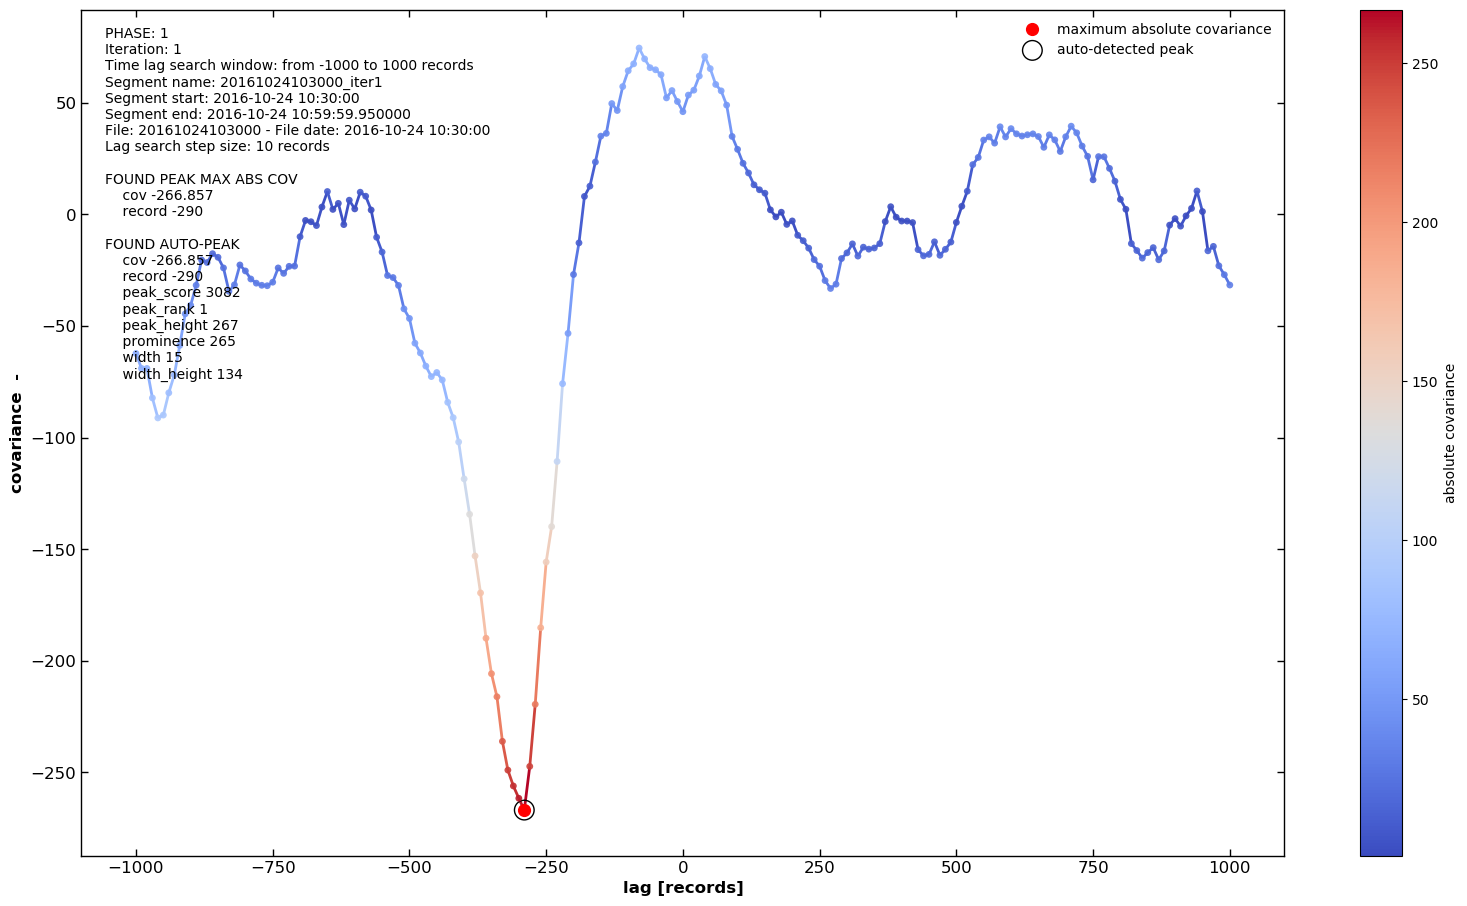 PHASE: 1
Iteration: 1
Time lag search window: from -1000 to 1000 records
Segment name: 20161024103000_iter1
Segment start: 2016-10-24 10:30:00
Segment end: 2016-10-24 10:59:59.950000
File: 20161024103000 - File date: 2016-10-24 10:30:00
Lag search step size: 10 records
FOUND PEAK MAX ABS COV
cov -266.857
record -290
FOUND AUTO-PEAK
cov -266.857
record -290
peak_score 3082
peak_rank 1
peak_height 267
prominence 265
width 15
width_height 134
maximum absolute covariance
auto-detected peak
covariance  -
50
0
−50
−100
−150
−200
−250
−1000
−750
−500
−250
0
250
500
750
1000
lag [records]
250
200
150
100
50
absolute covariance